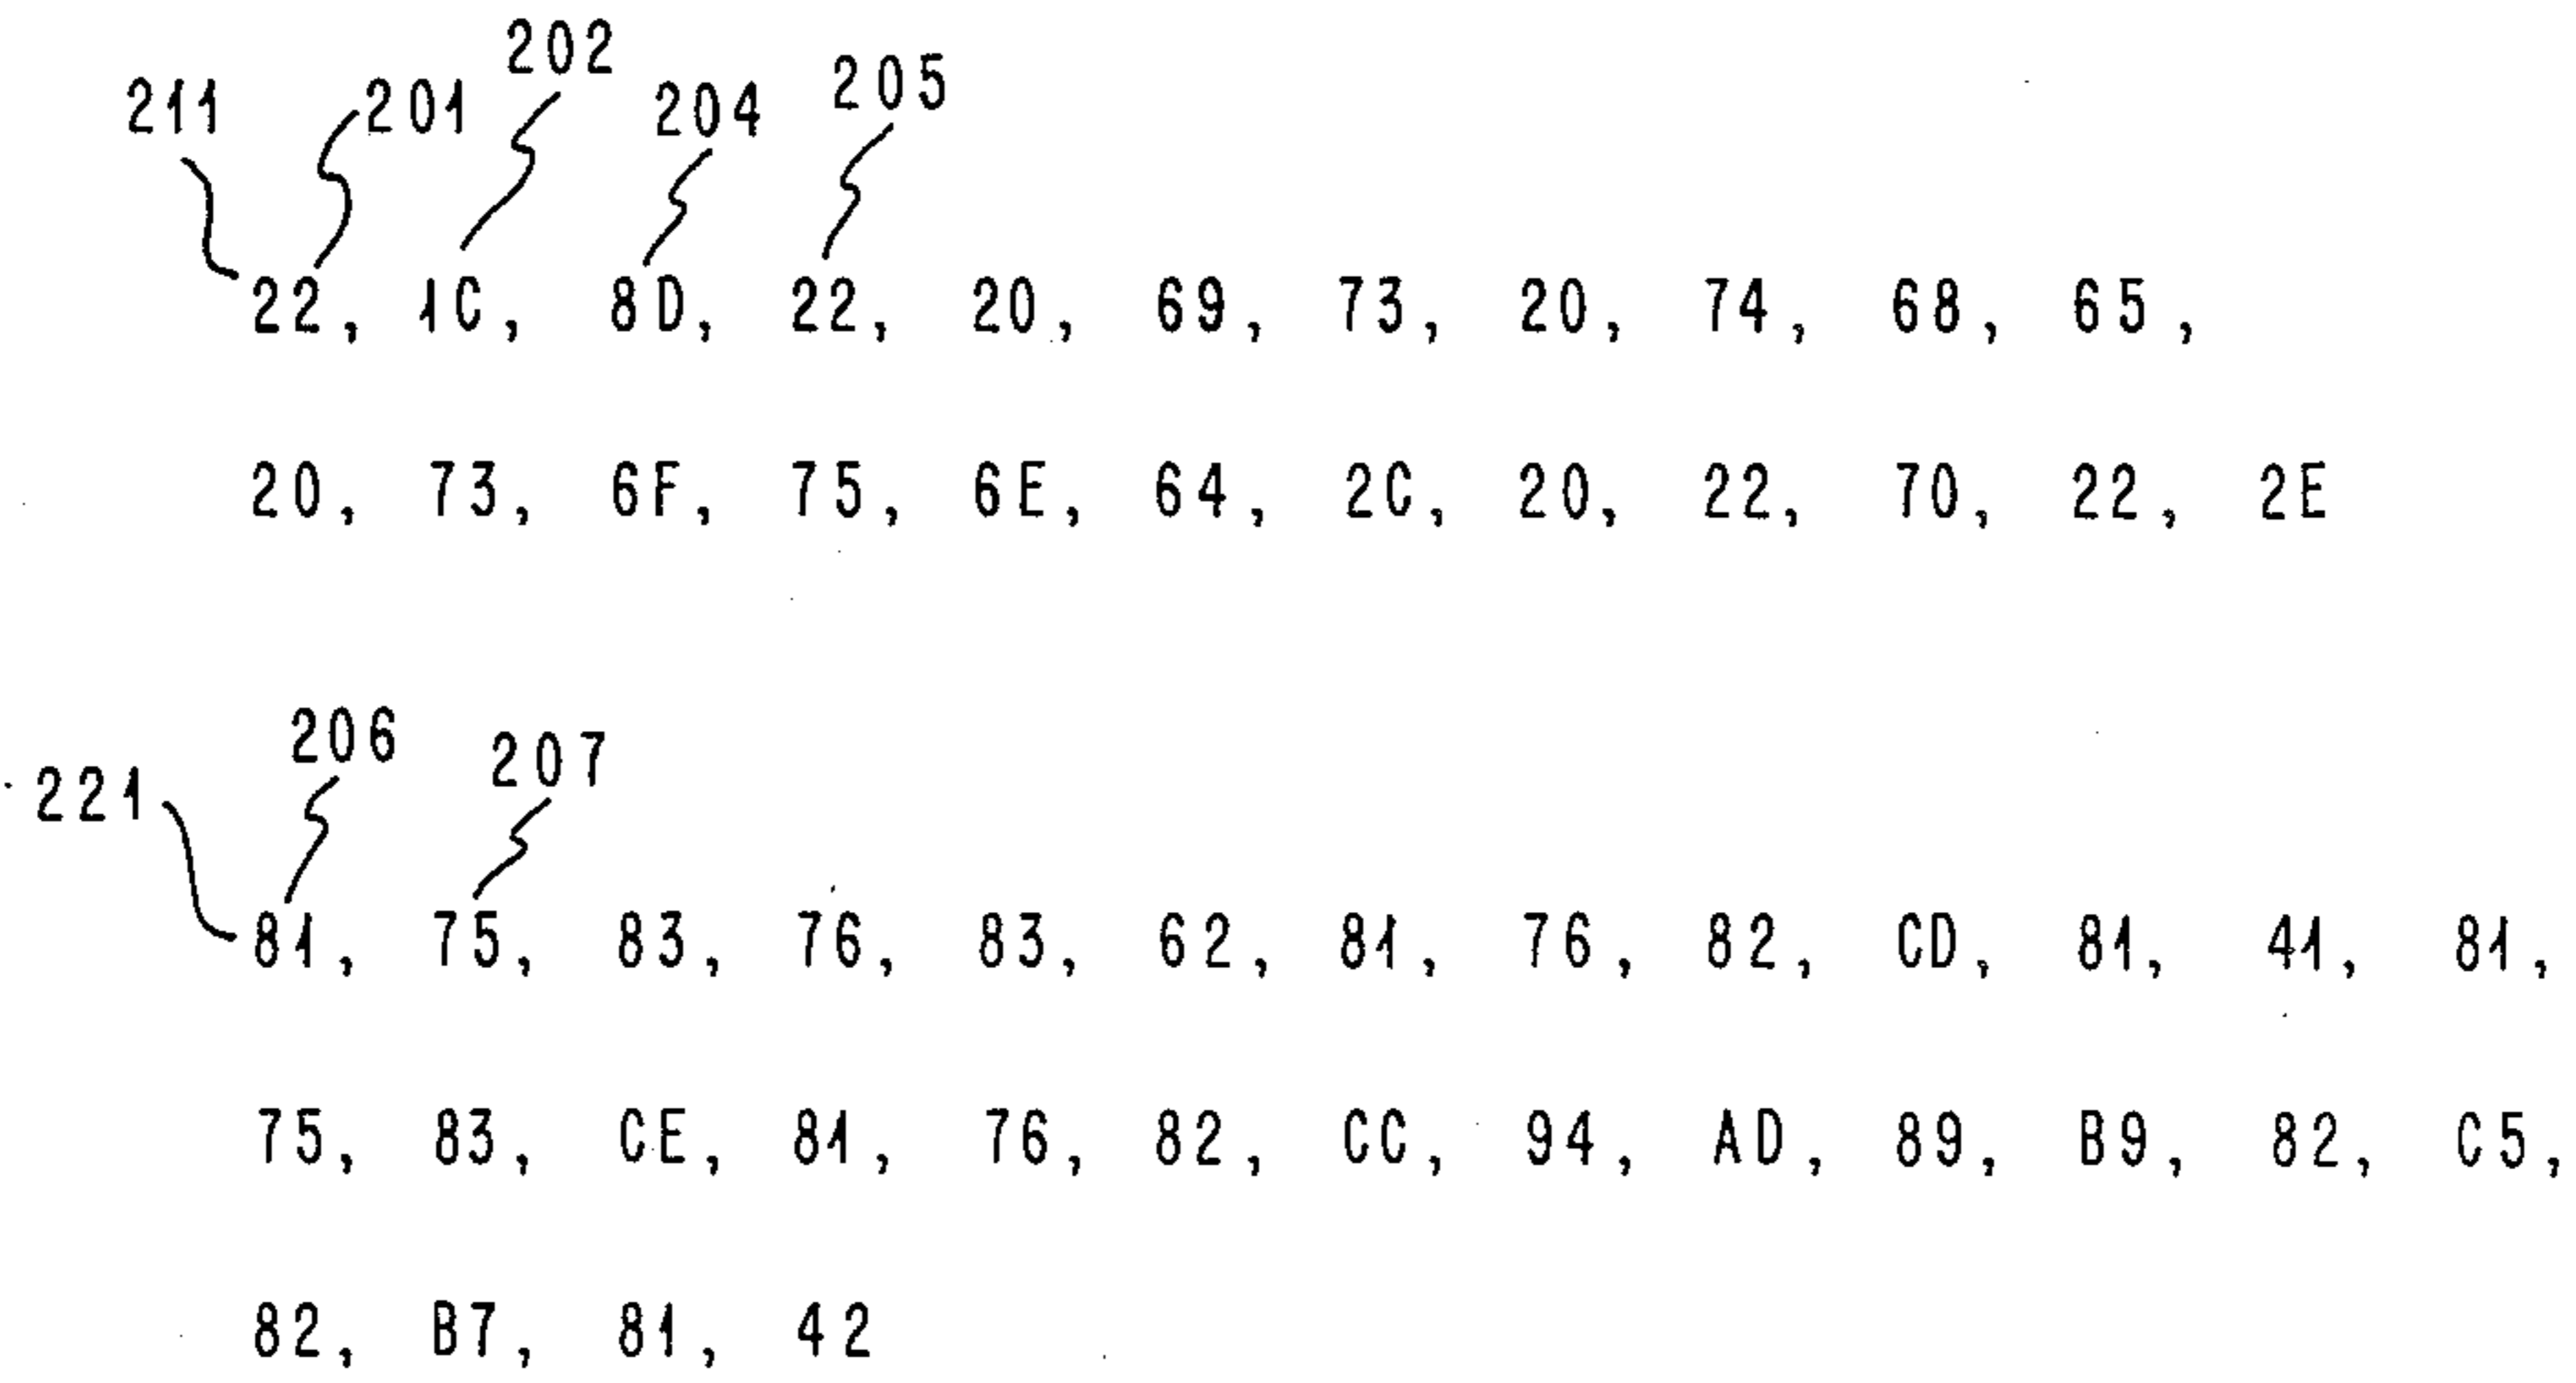 202
205
211 201 204
22, 1C, 8D, 22, 20, 69, 73, 20, 74, 68, 65,
20, 73, 6F, 75, 6E, 64, 2C, 20, 22, 70, 22, 2E
206
207
221
81, 75, 83, 76, 83, 62, 81, 76, 82, CD, 81, 41, 81,
75, 83, CE, 81, 76, 82, CC, 94, AD, 89, B9, 82, C5,
82, B7, 81, 42